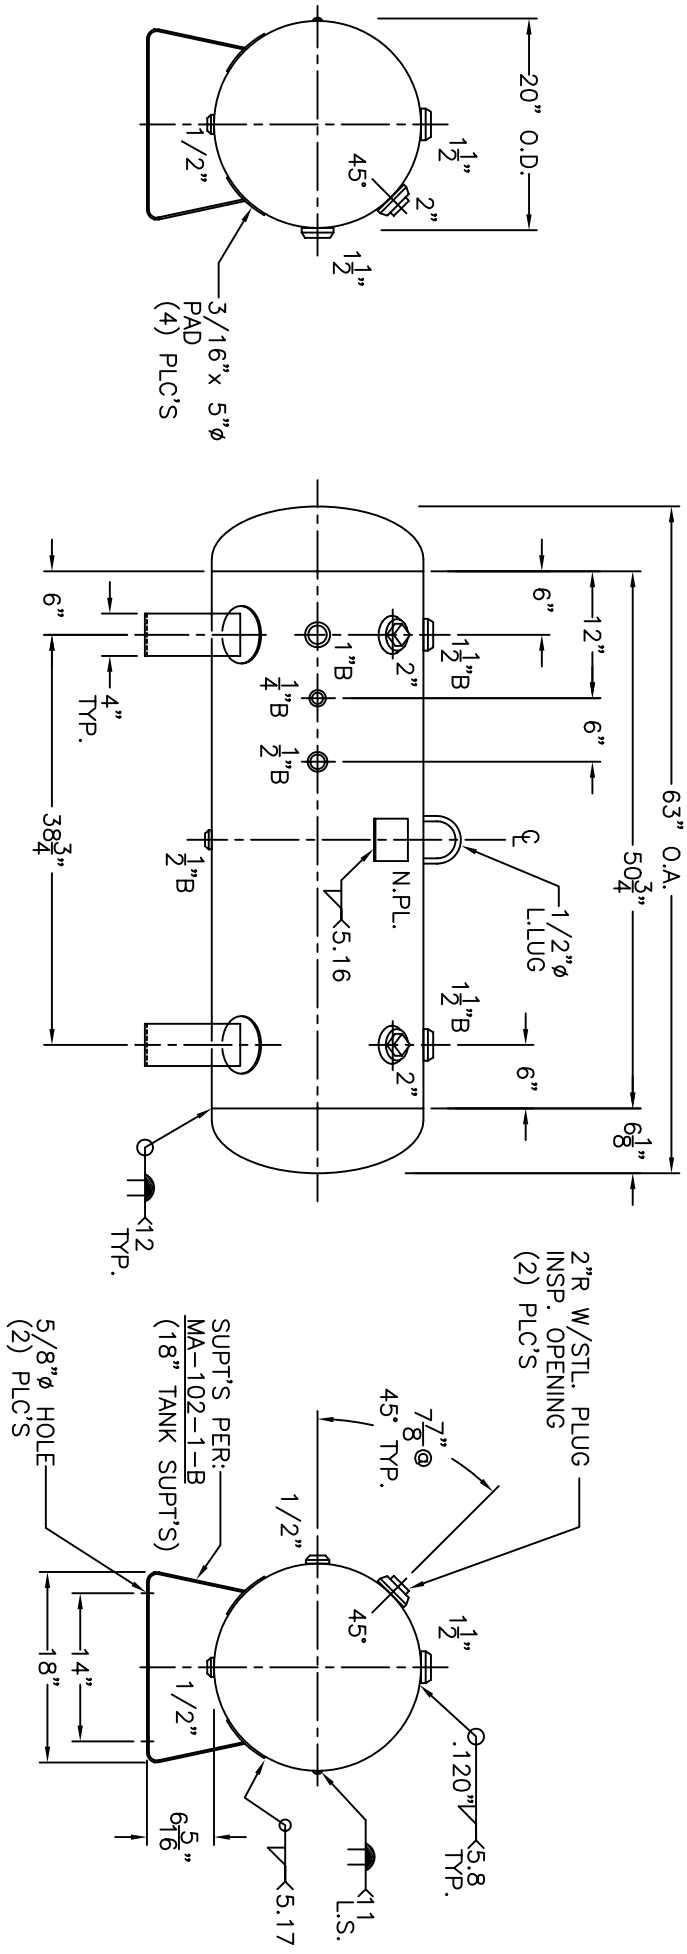 20" O.D.
1 1/2"
2"
45°
1/2"
1 1/2"
3/16"x 5"ø
PAD
(4) PLC'S
63" O.A.
50 3/4"
6 1/8"
12"
6"
6"
6"
1 1/2"B
2"
1"B
1/4"B
1/2"B
℄
1/2"ø
L.LUG
N.PL.
5.16
1 1/2"B
2"
6"
4"
TYP.
38 3/4"
1/2"B
12
TYP.
2"R W/STL. PLUG
INSP. OPENING
(2) PLC'S
7 7/8" @
45° TYP.
1/2"
45°
1 1/2"
.120"
5.8
TYP.
11
L.S.
5.17
SUPT'S PER:
MA-102-1-B
(18" TANK SUPT'S)
5/8"ø HOLE
(2) PLC'S
1/2"
14"
18"
6 5/16"